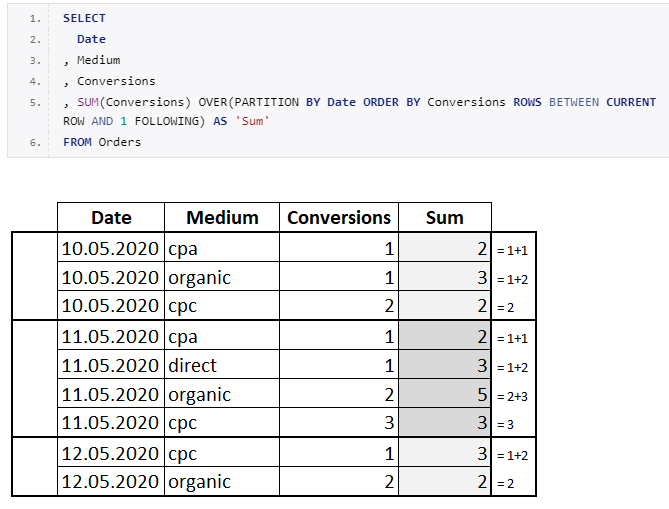 1. SELECT
2. Date
3. , Medium
4. , Conversions
5. , SUM(Conversions) OVER(PARTITION BY Date ORDER BY Conversions ROWS BETWEEN CURRENT
ROW AND 1 FOLLOWING) AS 'Sum'
6. FROM Orders
Date Medium Conversions Sum
10.05.2020 cpa 1 2 =1+1
10.05.2020 organic 1 3 =1+2
10.05.2020 cpc 2 2 =2
11.05.2020 cpa 1 2 =1+1
11.05.2020 direct 1 3 =1+2
11.05.2020 organic 2 5 =2+3
11.05.2020 cpc 3 3 =3
12.05.2020 cpc 1 3 =1+2
12.05.2020 organic 2 2 =2